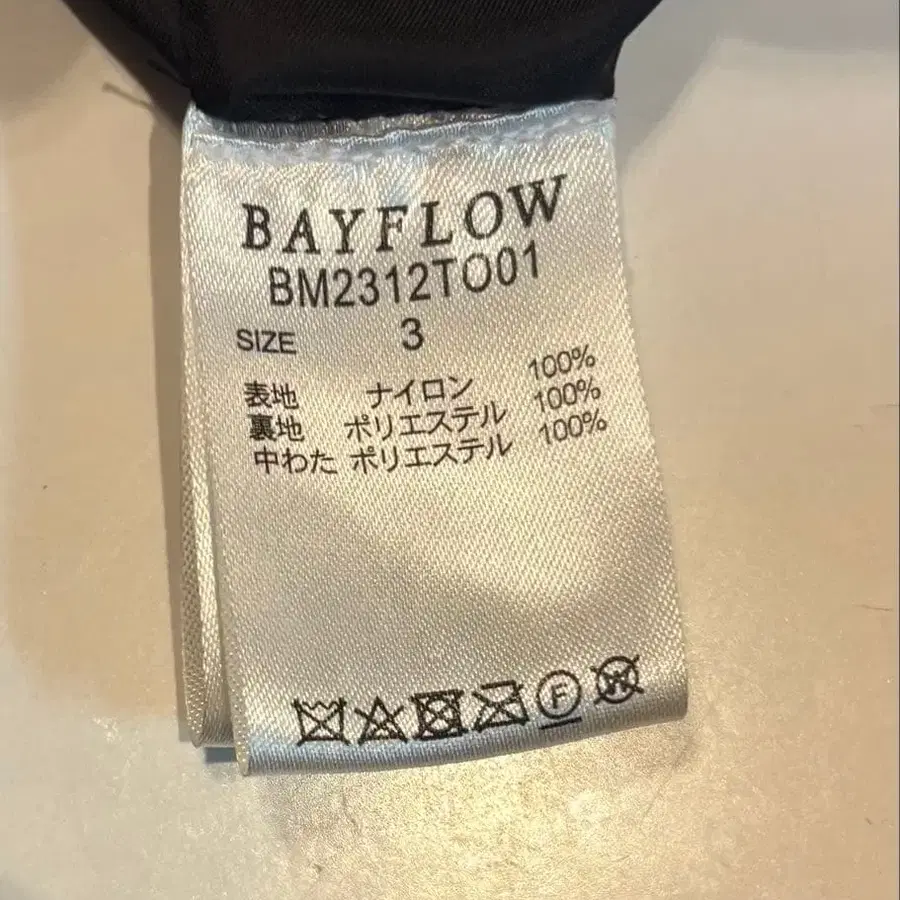 BAYFLOW
BM2312TO01
SIZE 3
表地 ナイロン 100%
裏地 ポリエステル 100%
中わた ポリエステル 100%
F W